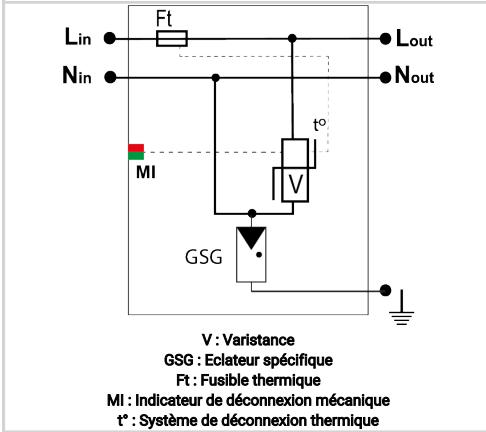 Ft
Lin
Lout
Nin
Nout
t°
MI
V
GSG
V : Varistance
GSG : Eclateur spécifique
Ft : Fusible thermique
MI : Indicateur de déconnexion mécanique
t° : Système de déconnexion thermique